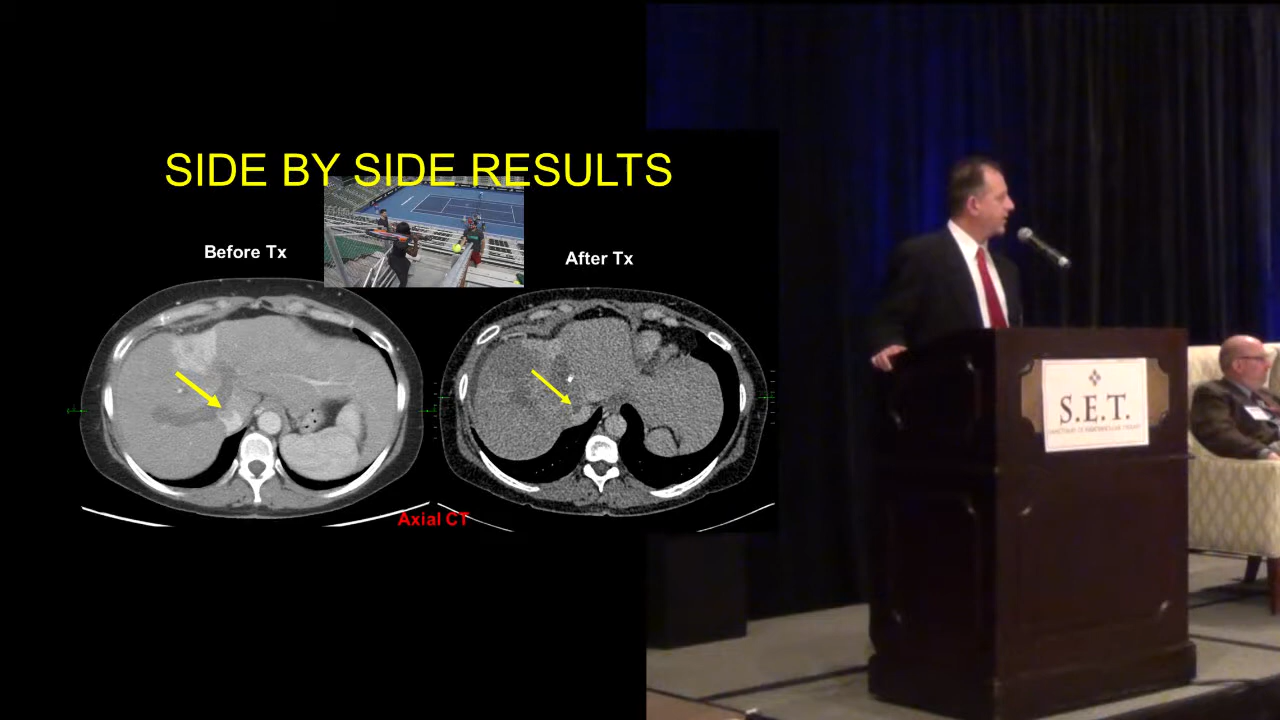 SIDE BY SIDE RESULTS
Before Tx
After Tx
Axial CT
S.E.T.